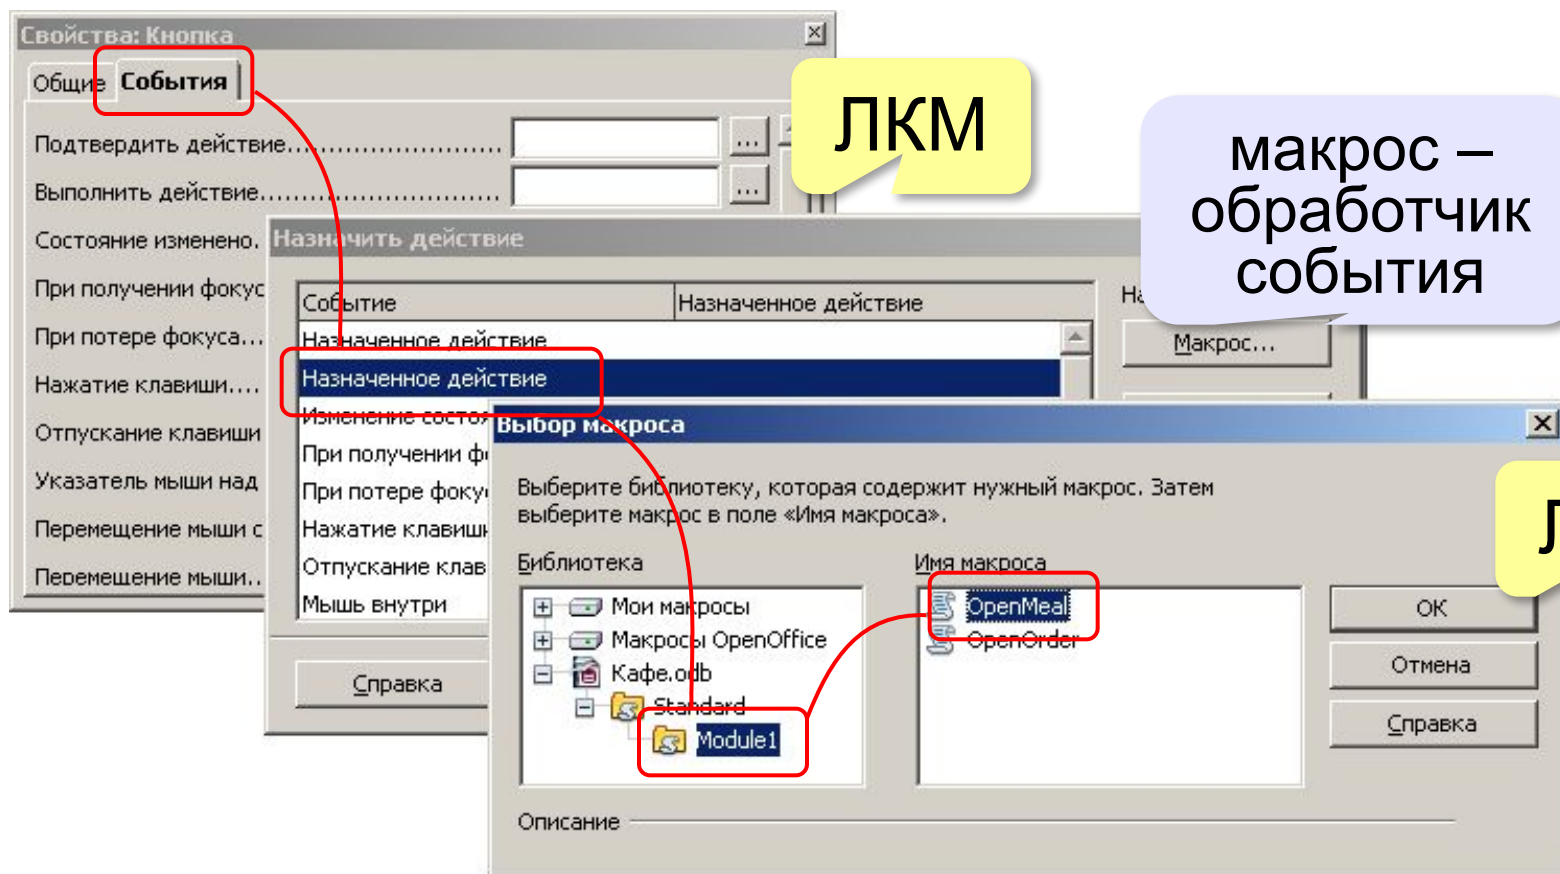 Свойства: Кнопка
Общие События
ЛКМ
макрос –
обработчик
события
Подтвердить действие........................ ...
Выполнить действие........................... ...
Состояние изменено.
При получении фокус
При потере фокуса...
Нажатие клавиши....
Отпускание клавиши
Указатель мыши над
Перемещение мыши с
Перемещение мыши..
Назначить действие
Событие Назначенное действие
Назначенное действие
Назначенное действие
Изменение состоя
При получении ф
При потере фоку
Нажатие клавиш
Отпускание клав
Мышь внутри
На
Макрос...
Справка
Выбор макроса
Выберите библиотеку, которая содержит нужный макрос. Затем
выберите макрос в поле «Имя макроса».
Библиотека
Мои макросы
Макросы OpenOffice
Кафе.odb
Standard
Module1
Имя макроса
OpenMeal
OpenOrder
ОК
Отмена
Справка
Описание